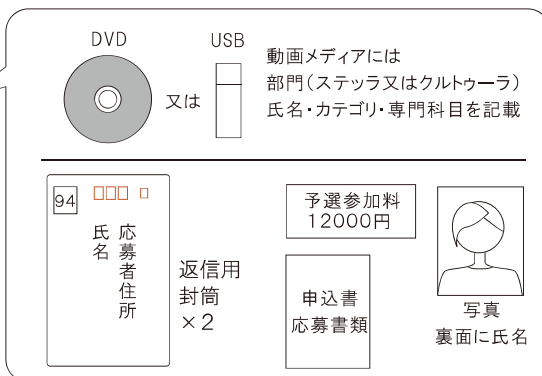 DVD
又は
USB
動画メディアには
部門(ステッラ又はクルトゥーラ)
氏名・カテゴリ・専門科目を記載
94
応募者住所
氏名
返信用
封筒
×2
予選参加料
12000円
申込書
応募書類
写真
裏面に氏名